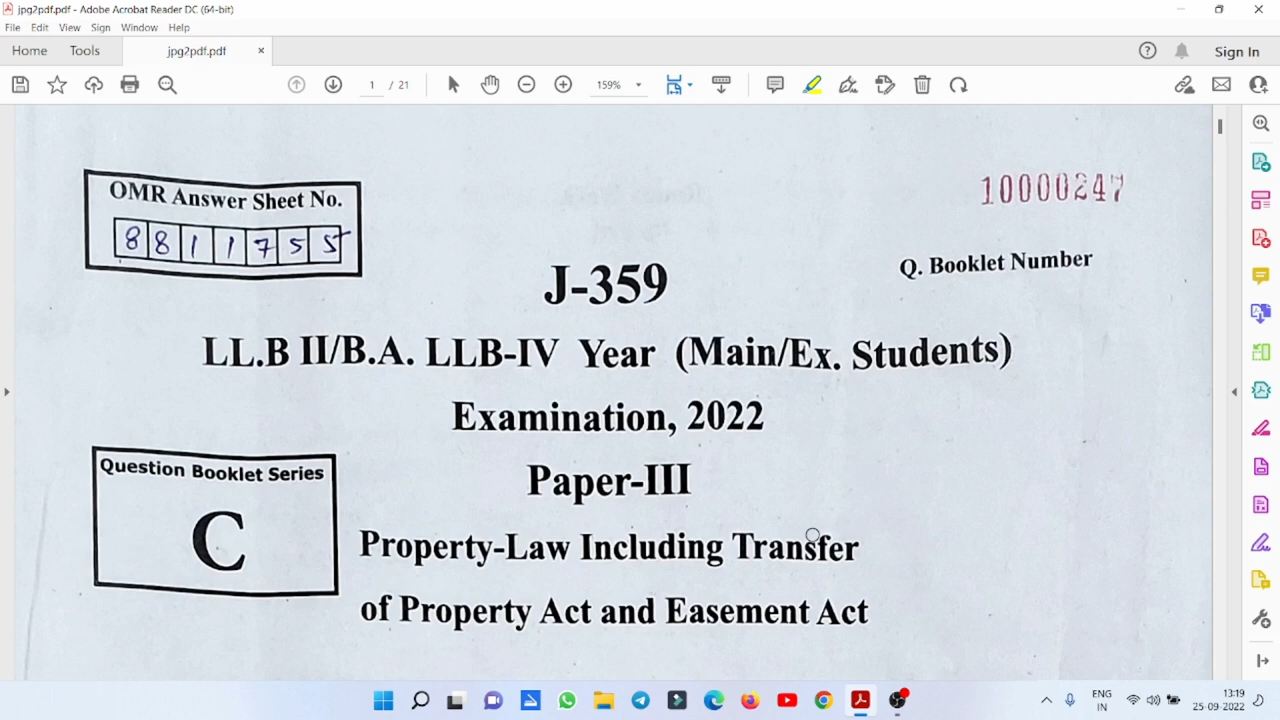 jpg2pdf.pdf - Adobe Acrobat Reader DC (64-bit)
File Edit View Sign Window Help
Home Tools jpg2pdf.pdf × Sign In
1 / 21 159%
OMR Answer Sheet No.
8 8 1 1 7 5 5
10000247
Q. Booklet Number
J-359
LL.B II/B.A. LLB-IV Year (Main/Ex. Students)
Examination, 2022
Paper-III
Question Booklet Series
C
Property-Law Including Transfer
of Property Act and Easement Act
ENG
IN
13:19
25-09-2022